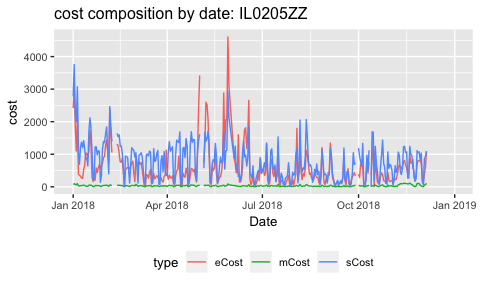 cost composition by date: IL0205ZZ
4000
3000
2000
1000
0
cost
Jan 2018
Apr 2018
Jul 2018
Oct 2018
Jan 2019
Date
type
eCost
mCost
sCost